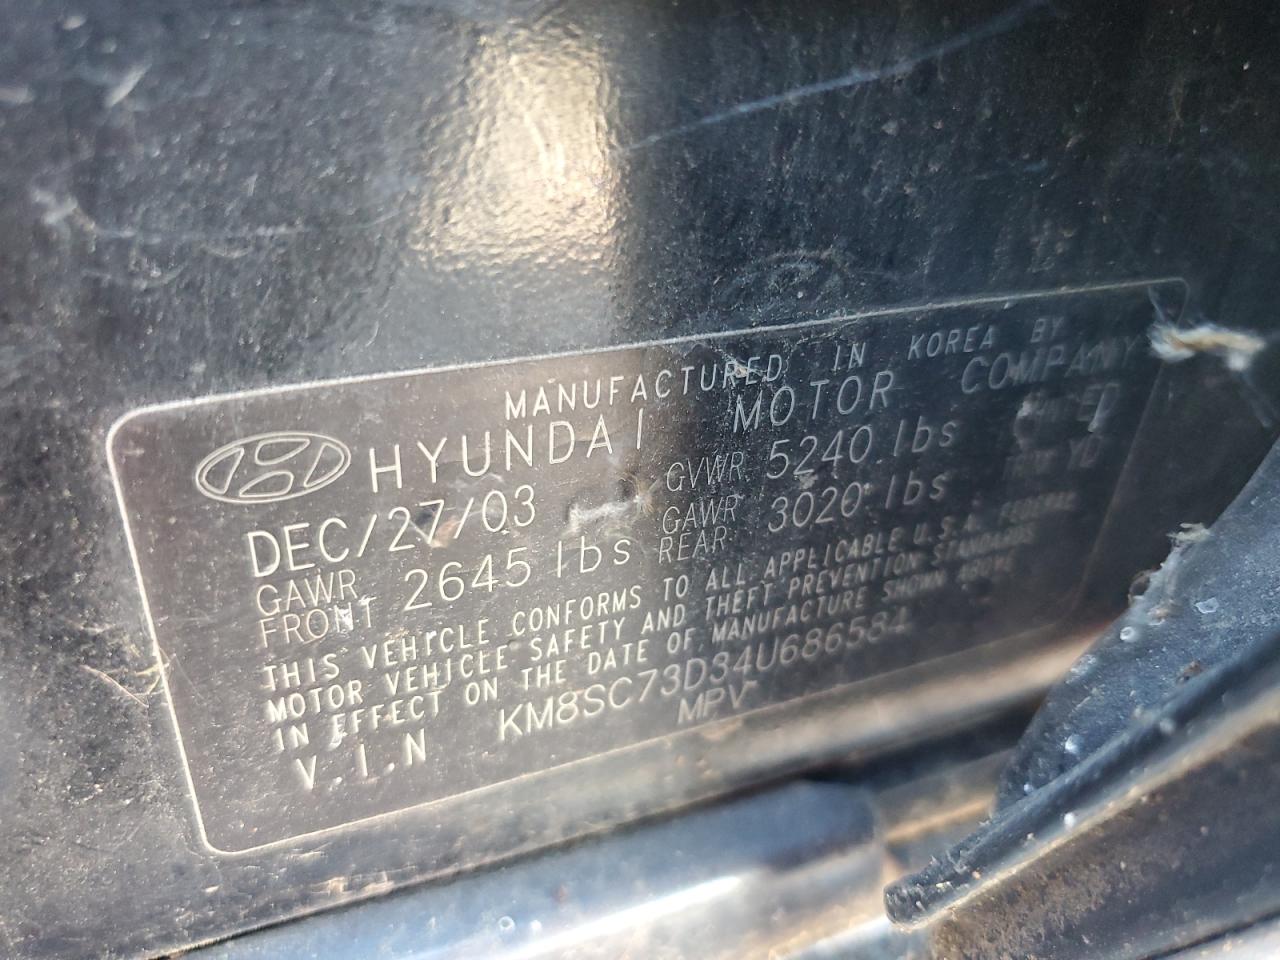 MANUFACTURED IN KOREA BY
HYUNDAI MOTOR COMPANY
DEC/27/03 GVWR 5240 lbs
GAWR FRONT 2645 lbs GAWR REAR 3020 lbs
THIS VEHICLE CONFORMS TO ALL APPLICABLE U.S.A. FEDERAL
MOTOR VEHICLE SAFETY AND THEFT PREVENTION STANDARDS
IN EFFECT ON THE DATE OF MANUFACTURE SHOWN ABOVE
V.I.N KM8SC73D34U686584
MPV